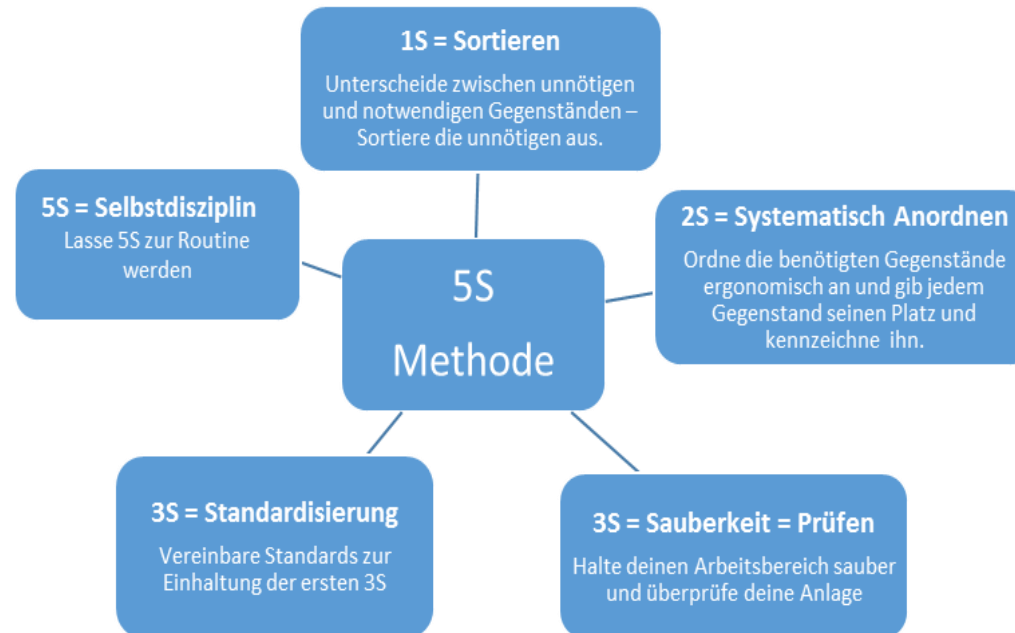 1S = Sortieren
Unterscheide zwischen unnötigen
und notwendigen Gegenständen –
Sortiere die unnötigen aus.
2S = Systematisch Anordnen
Ordne die benötigten Gegenstände
ergonomisch an und gib jedem
Gegenstand seinen Platz und
kennzeichne ihn.
3S = Sauberkeit = Prüfen
Halte deinen Arbeitsbereich sauber
und überprüfe deine Anlage
3S = Standardisierung
Vereinbare Standards zur
Einhaltung der ersten 3S
5S = Selbstdisziplin
Lasse 5S zur Routine
werden
5S
Methode